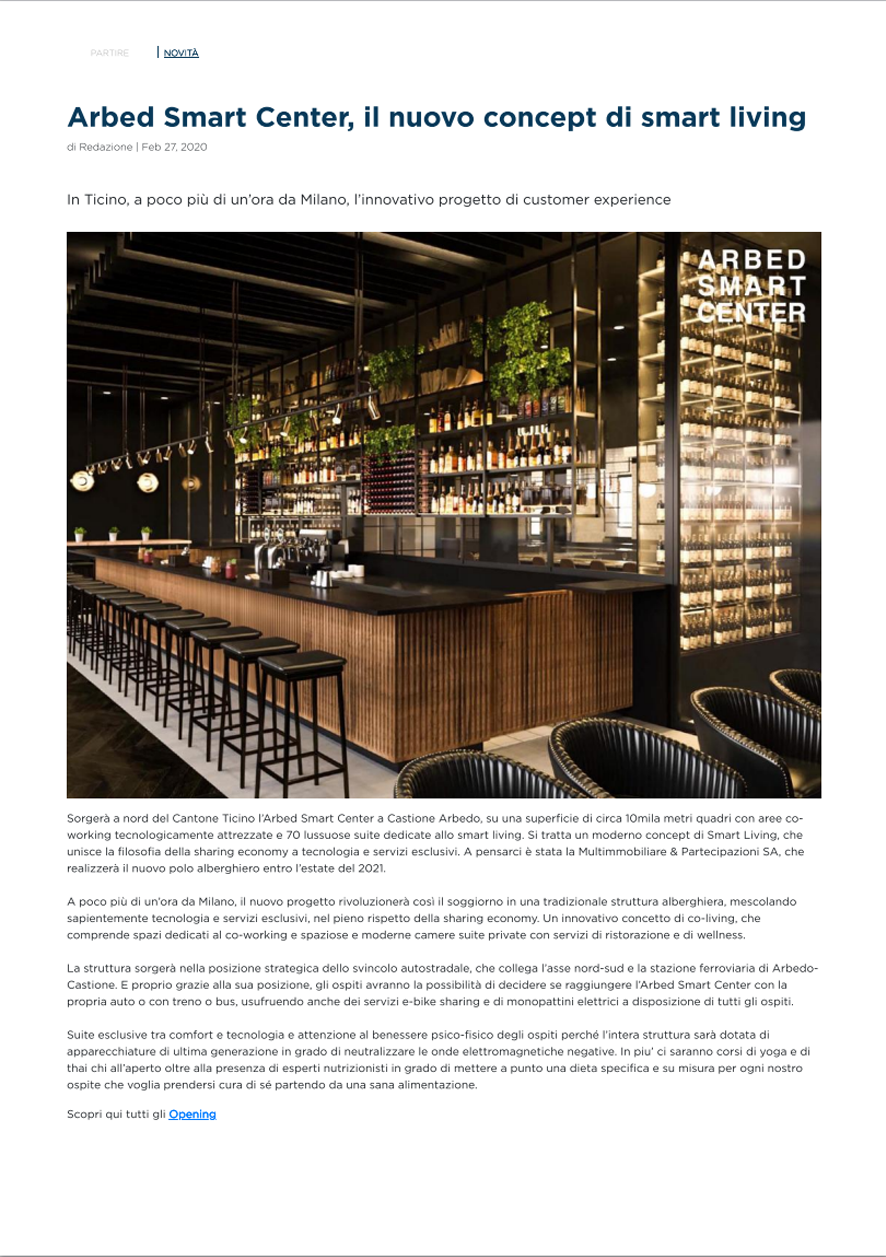 PARTIRE | NOVITÀ
Arbed Smart Center, il nuovo concept di smart living
di Redazione | Feb 27, 2020
In Ticino, a poco più di un’ora da Milano, l’innovativo progetto di customer experience
ARBED
SMART
CENTER
Sorgerà a nord del Cantone Ticino l’Arbed Smart Center a Castione Arbedo, su una superficie di circa 10mila metri quadri con aree co-
working tecnologicamente attrezzate e 70 lussuose suite dedicate allo smart living. Si tratta un moderno concept di Smart Living, che
unisce la filosofia della sharing economy a tecnologia e servizi esclusivi. A pensarci è stata la Multimmobiliare & Partecipazioni SA, che
realizzerà il nuovo polo alberghiero entro l’estate del 2021.
A poco più di un’ora da Milano, il nuovo progetto rivoluzionerà così il soggiorno in una tradizionale struttura alberghiera, mescolando
sapientemente tecnologia e servizi esclusivi, nel pieno rispetto della sharing economy. Un innovativo concetto di co-living, che
comprende spazi dedicati al co-working e spaziose e moderne camere suite private con servizi di ristorazione e di wellness.
La struttura sorgerà nella posizione strategica dello svincolo autostradale, che collega l’asse nord-sud e la stazione ferroviaria di Arbedo-
Castione. E proprio grazie alla sua posizione, gli ospiti avranno la possibilità di decidere se raggiungere l’Arbed Smart Center con la
propria auto o con treno o bus, usufruendo anche dei servizi e-bike sharing e di monopattini elettrici a disposizione di tutti gli ospiti.
Suite esclusive tra comfort e tecnologia e attenzione al benessere psico-fisico degli ospiti perché l’intera struttura sarà dotata di
apparecchiature di ultima generazione in grado di neutralizzare le onde elettromagnetiche negative. In piu’ ci saranno corsi di yoga e di
thai chi all’aperto oltre alla presenza di esperti nutrizionisti in grado di mettere a punto una dieta specifica e su misura per ogni nostro
ospite che voglia prendersi cura di sé partendo da una sana alimentazione.
Scopri qui tutti gli Opening